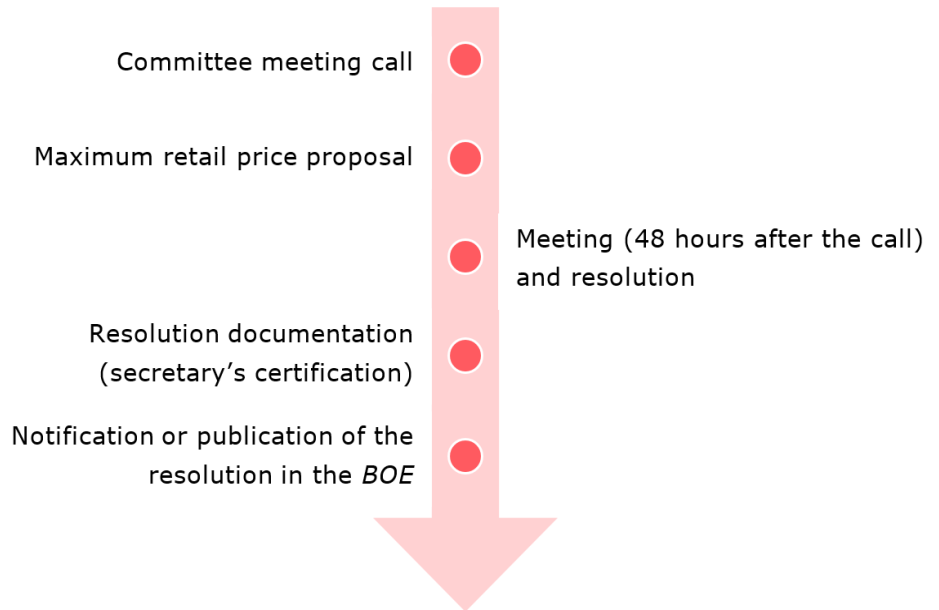 Committee meeting call
Maximum retail price proposal
Meeting (48 hours after the call)
and resolution
Resolution documentation
(secretary’s certification)
Notification or publication of the
resolution in the BOE